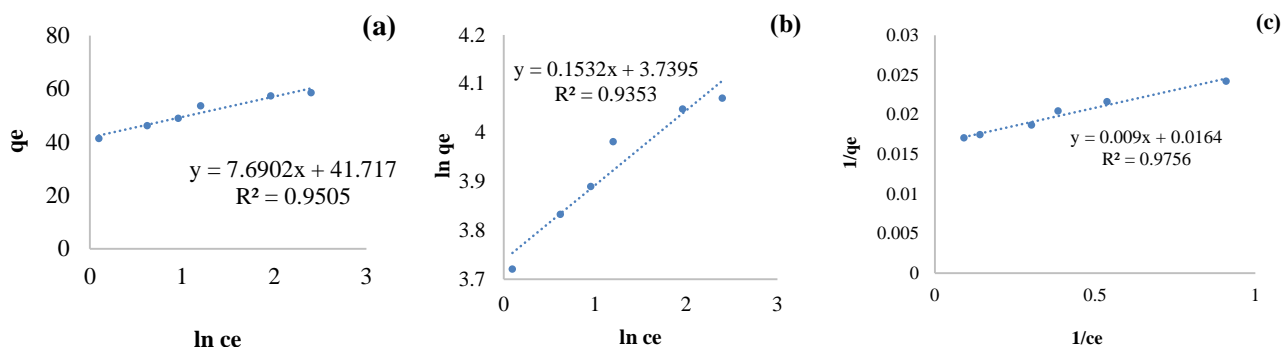 (a)
80
60
40
20
0
qe
y = 7.6902x + 41.717
R² = 0.9505
0 1 2 3
ln ce
(b)
4.2
4.1
4
3.9
3.8
3.7
ln qe
y = 0.1532x + 3.7395
R² = 0.9353
0 1 2 3
ln ce
(c)
0.03
0.025
0.02
0.015
0.01
0.005
0
1/qe
y = 0.009x + 0.0164
R² = 0.9756
0 0.5 1
1/ce